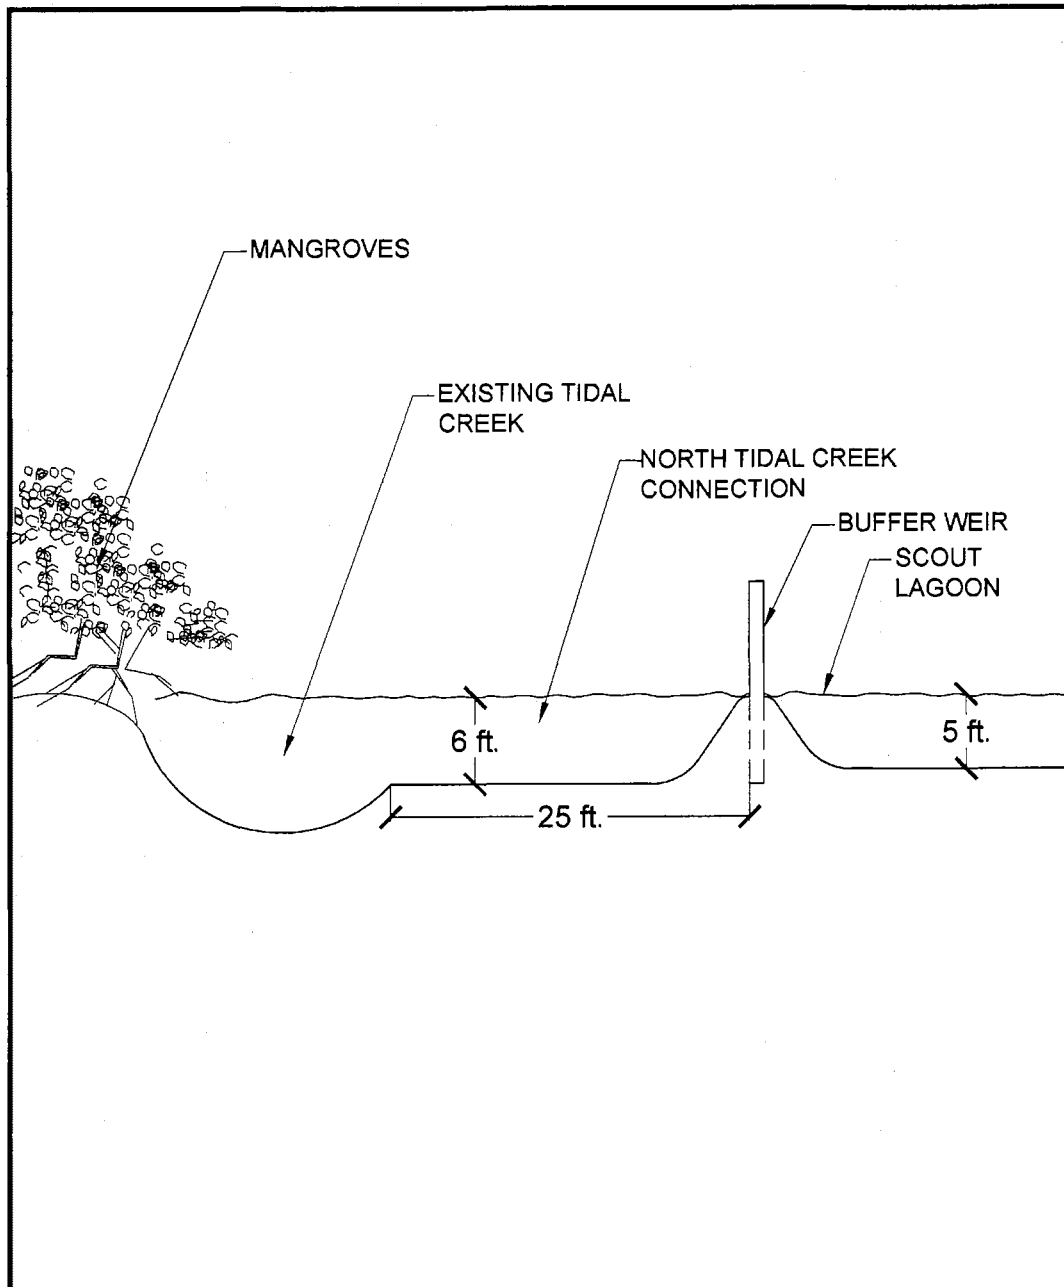 MANGROVES
EXISTING TIDAL
CREEK
NORTH TIDAL CREEK
CONNECTION
BUFFER WEIR
SCOUT
LAGOON
6 ft.
5 ft.
25 ft.